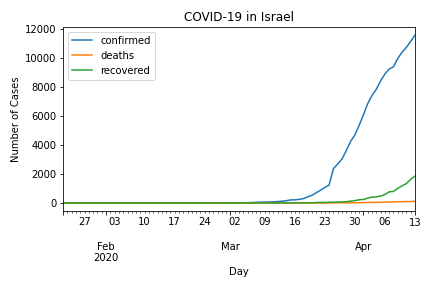 COVID-19 in Israel
confirmed
deaths
recovered
Number of Cases
12000
10000
8000
6000
4000
2000
0
27 03 10 17 24 02 09 16 23 30 06 13
Feb Mar Apr
2020
Day